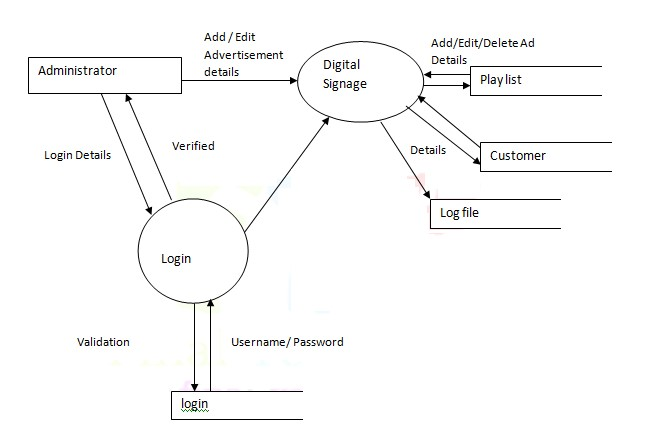 Add / Edit
Advertisement
details
Administrator
Digital
Signage
Add/Edit/Delete Ad
Details
Play list
Login Details
Verified
Details
Customer
Log file
Login
Validation
Username/ Password
login